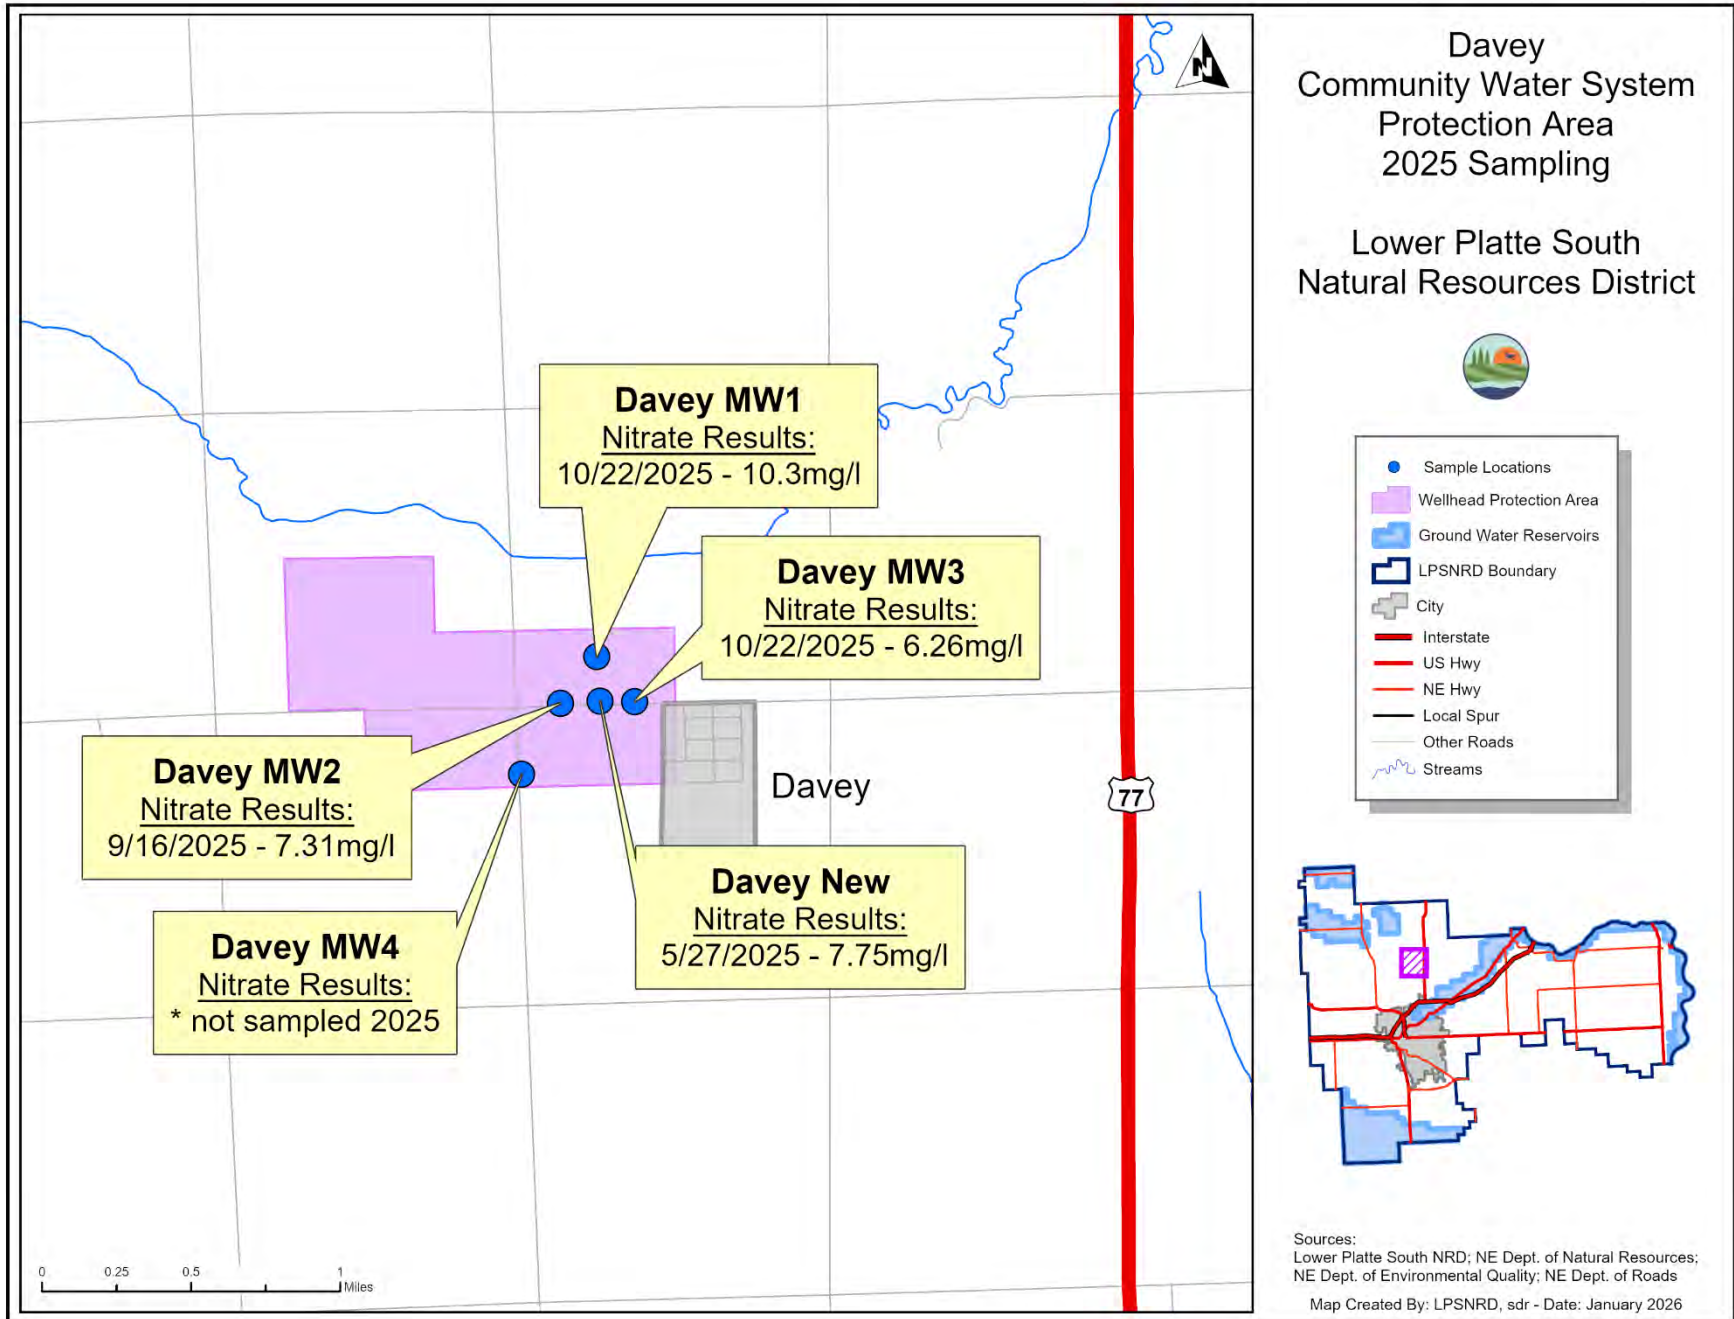 Davey
Community Water System
Protection Area
2025 Sampling
Lower Platte South
Natural Resources District
N
Davey MW1
Nitrate Results:
10/22/2025 - 10.3mg/l
Davey MW3
Nitrate Results:
10/22/2025 - 6.26mg/l
Davey MW2
Nitrate Results:
9/16/2025 - 7.31mg/l
Davey
77
Davey New
Nitrate Results:
5/27/2025 - 7.75mg/l
Davey MW4
Nitrate Results:
* not sampled 2025
0 0.25 0.5 1
Miles
Sample Locations
Wellhead Protection Area
Ground Water Reservoirs
LPSNRD Boundary
City
Interstate
US Hwy
NE Hwy
Local Spur
Other Roads
Streams
Sources:
Lower Platte South NRD; NE Dept. of Natural Resources;
NE Dept. of Environmental Quality; NE Dept. of Roads
Map Created By: LPSNRD, sdr - Date: January 2026